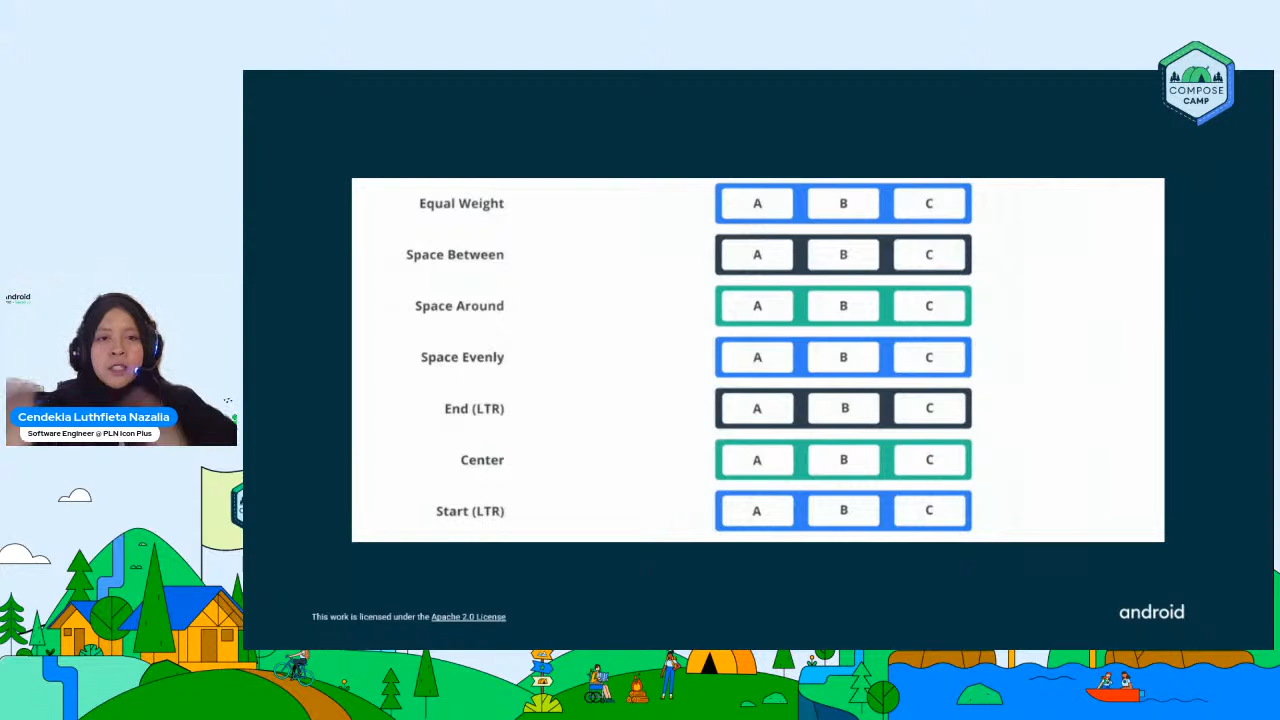 COMPOSE
CAMP
Equal Weight A B C
Space Between A B C
Space Around A B C
Space Evenly A B C
End (LTR) A B C
Center A B C
Start (LTR) A B C
Cendekia Luthfieta Nazalia
Software Engineer @ PLN Icon Plus
This work is licensed under the Apache 2.0 License
android